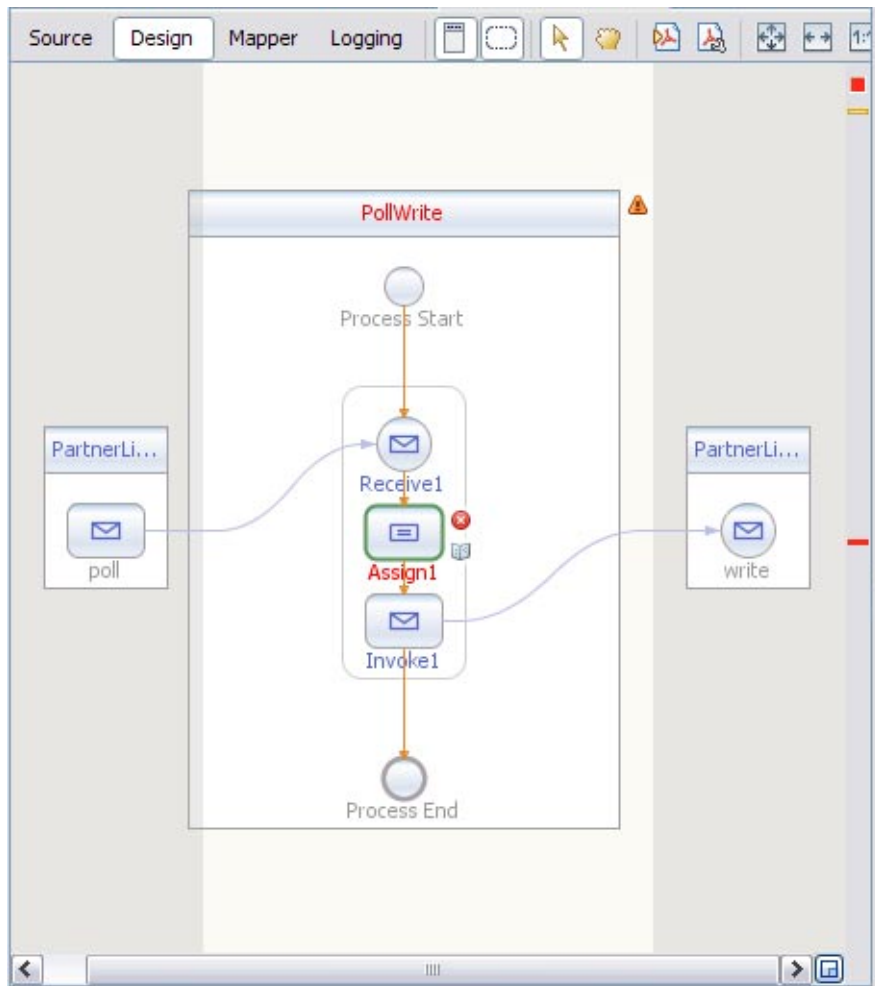 Source Design Mapper Logging
PollWrite
Process Start
PartnerLi...
PartnerLi...
Receive1
poll
Assign1
write
Invoke1
Process End